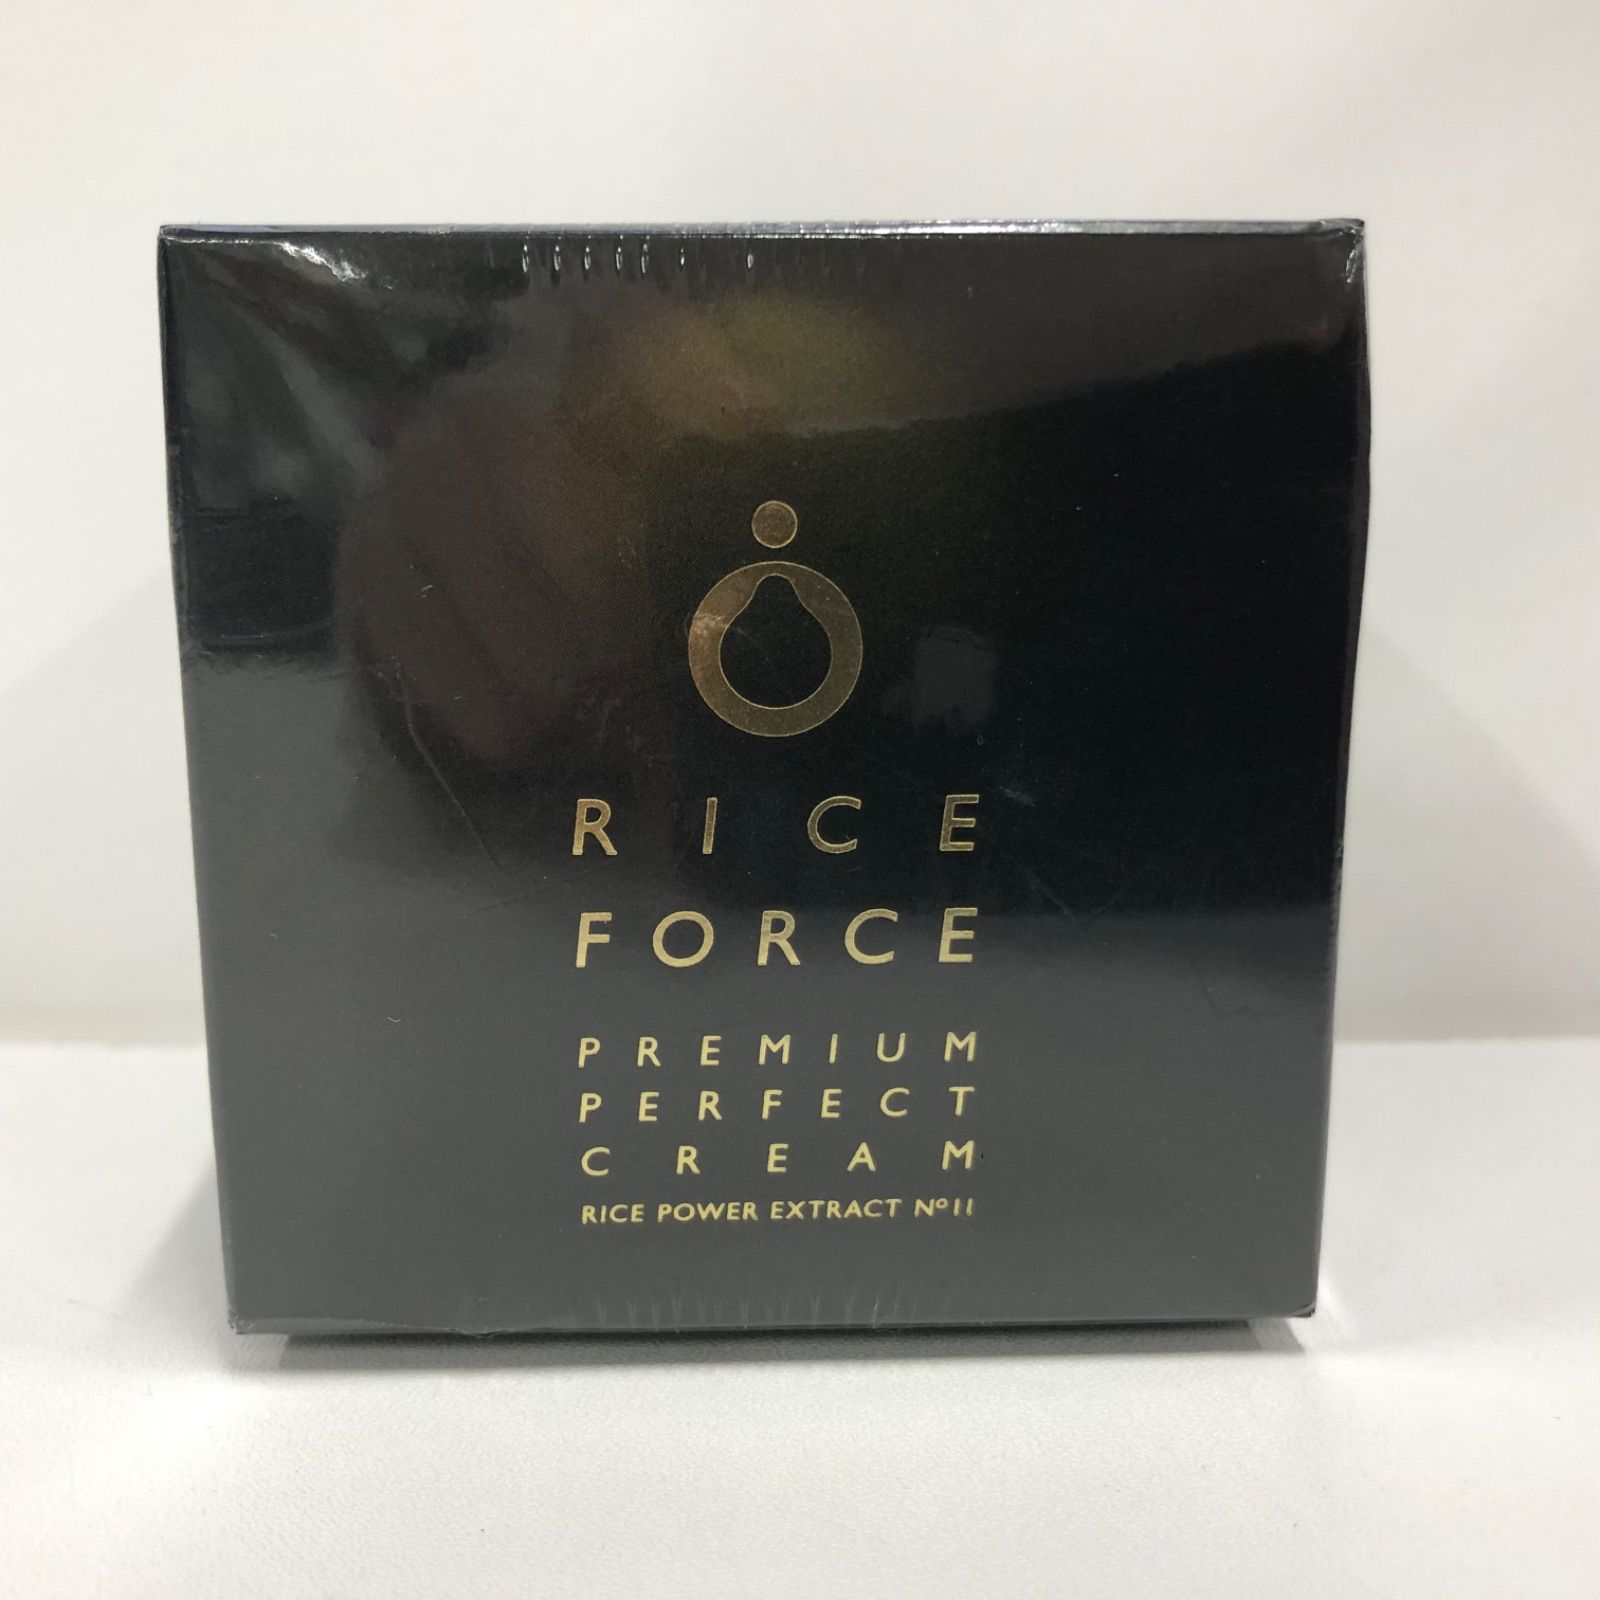 RICE
FORCE
PREMIUM
PERFECT
CREAM
RICE POWER EXTRACT Nº11